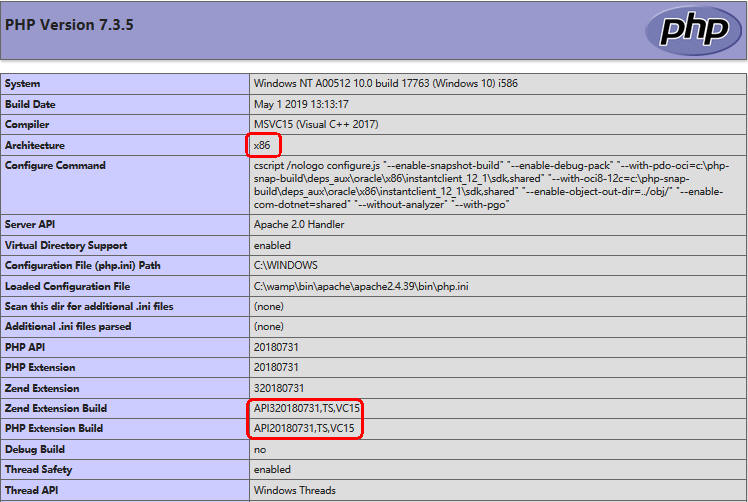 PHP Version 7.3.5
php
System Windows NT A00512 10.0 build 17763 (Windows 10) i586
Build Date May 1 2019 13:13:17
Compiler MSVC15 (Visual C++ 2017)
Architecture x86
Configure Command cscript /nologo configure.js "--enable-snapshot-build" "--enable-debug-pack" "--with-pdo-oci=c:\php-
snap-build\deps_aux\oracle\x86\instantclient_12_1\sdk,shared" "--with-oci8-12c=c:\php-snap-
build\deps_aux\oracle\x86\instantclient_12_1\sdk,shared" "--enable-object-out-dir=../obj/" "--enable-
com-dotnet=shared" "--without-analyzer" "--with-pgo"
Server API Apache 2.0 Handler
Virtual Directory Support enabled
Configuration File (php.ini) Path C:\WINDOWS
Loaded Configuration File C:\wamp\bin\apache\apache2.4.39\bin\php.ini
Scan this dir for additional .ini files (none)
Additional .ini files parsed (none)
PHP API 20180731
PHP Extension 20180731
Zend Extension 320180731
Zend Extension Build API320180731,TS,VC15
PHP Extension Build API20180731,TS,VC15
Debug Build no
Thread Safety enabled
Thread API Windows Threads